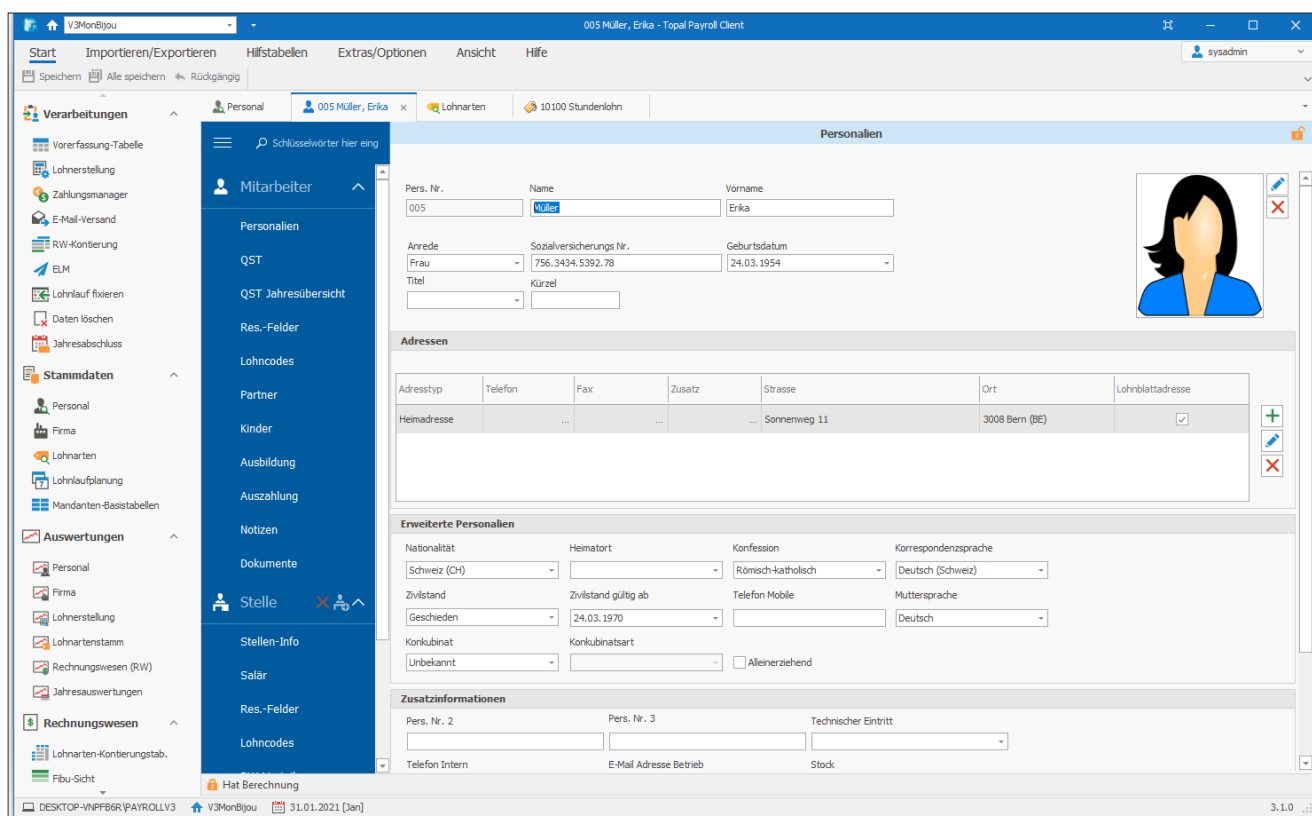 V3MonBijou
005 Müller, Erika - Topal Payroll Client
Start Importieren/Exportieren Hilfstabellen Extras/Optionen Ansicht Hilfe
sysadmin
Speichern Alle speichern Rückgängig
Verarbeitungen
Vorerfassung-Tabelle
Lohnerstellung
Zahlungsmanager
E-Mail-Versand
RW-Kontierung
ELM
Lohnlauf fixieren
Daten löschen
Jahresabschluss
Stammdaten
Personal
Firma
Lohnarten
7
Lohnlaufplanung
Mandanten-Basistabellen
Auswertungen
Personal
Firma
Lohnerstellung
Lohnartenstamm
Rechnungswesen (RW)
Jahresauswertungen
$
Rechnungswesen
Lohnarten-Kontierungstab.
Fibu-Sicht
Personal 005 Müller, Erika × Lohnarten 10100 Stundenlohn
Schlüsselwörter hier eing
Mitarbeiter
Personalien
QST
QST Jahresübersicht
Res.-Felder
Lohncodes
Partner
Kinder
Ausbildung
Auszahlung
Notizen
Dokumente
Stelle
Stellen-Info
Salär
Res.-Felder
Lohncodes
Personalien
Pers. Nr. Name Vorname
005 Müller Erika
Anrede Sozialversicherungs Nr. Geburtsdatum
Frau 756.3434.5392.78 24.03.1954
Titel Kürzel
Adressen
Adresstyp Telefon Fax Zusatz Strasse Ort Lohnblattadresse
Heimadresse ... ... ... Sonnenweg 11 3008 Bern (BE)
Erweiterte Personalien
Nationalität Heimatort Konfession Korrespondenzsprache
Schweiz (CH) Römisch-katholisch Deutsch (Schweiz)
Zivilstand Zivilstand gültig ab Telefon Mobile Muttersprache
Geschieden 24.03.1970 Deutsch
Konkubinat Konkubinatsart
Unbekannt Alleinerziehend
Zusatzinformationen
Pers. Nr. 2 Pers. Nr. 3 Technischer Eintritt
Telefon Intern E-Mail Adresse Betrieb Stock
Hat Berechnung
DESKTOP-VNPFB6R\PAYROLLV3 V3MonBijou 31.01.2021 [Jan] 3.1.0